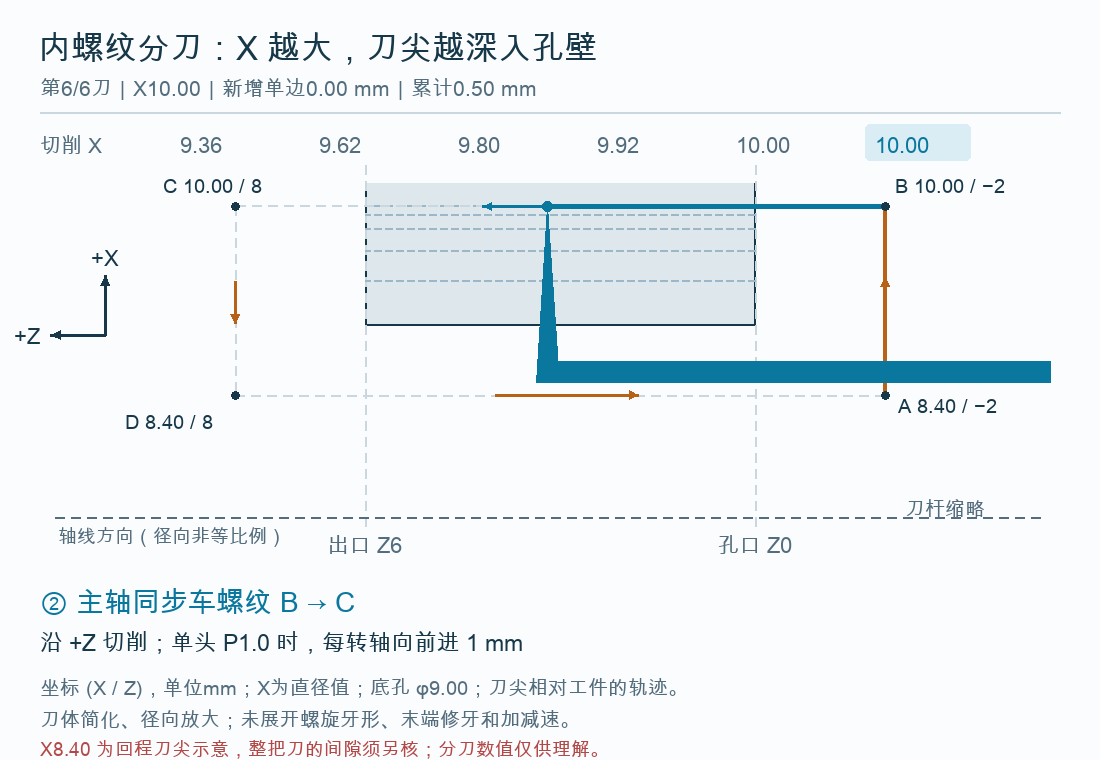 内螺纹分刀：X 越大，刀尖越深入孔壁
第6/6刀 | X10.00 | 新增单边0.00 mm | 累计0.50 mm
切削 X 9.36 9.62 9.80 9.92 10.00 10.00
C 10.00 / 8
B 10.00 / −2
+X
+Z
D 8.40 / 8
A 8.40 / −2
刀杆缩略
轴线方向（径向非等比例）
出口 Z6
孔口 Z0
② 主轴同步车螺纹 B → C
沿 +Z 切削；单头 P1.0 时，每转轴向前进 1 mm
坐标 (X / Z)，单位mm；X为直径值；底孔 φ9.00；刀尖相对工件的轨迹。
刀体简化、径向放大；未展开螺旋牙形、末端修牙和加减速。
X8.40 为回程刀尖示意，整把刀的间隙须另核；分刀数值仅供理解。